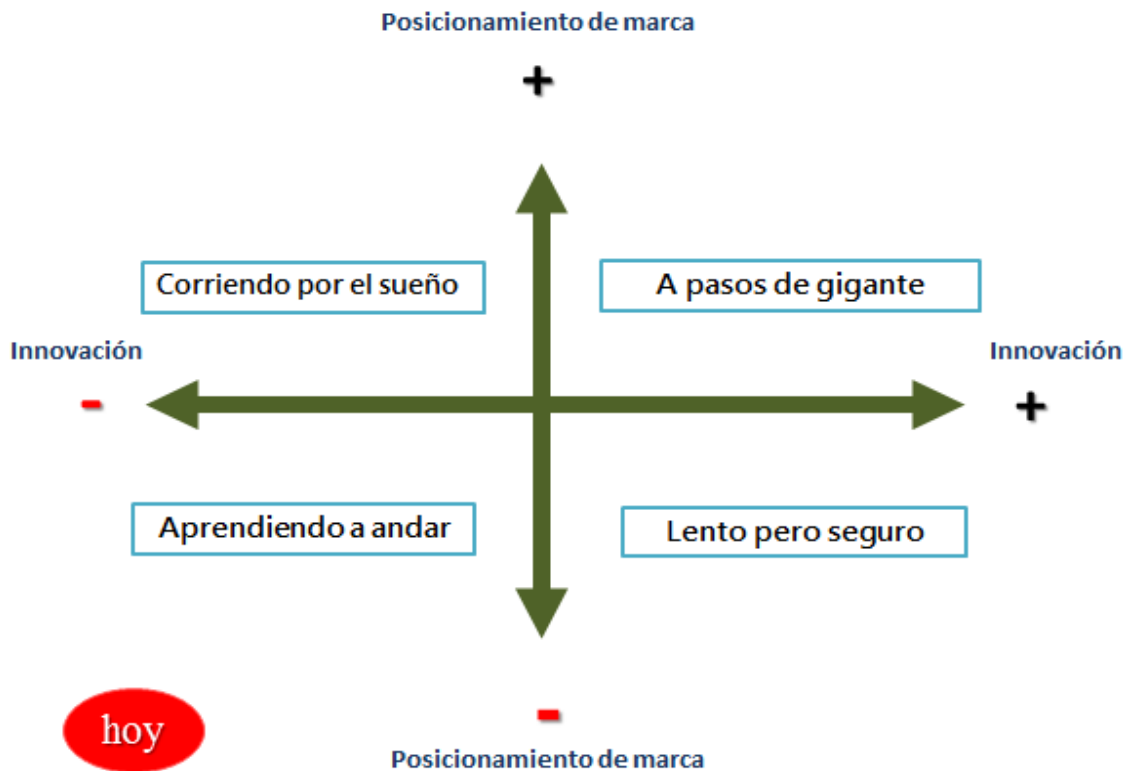 Posicionamiento de marca
+
Corriendo por el sueño
A pasos de gigante
Innovación
Innovación
-
+
Aprendiendo a andar
Lento pero seguro
hoy
-
Posicionamiento de marca